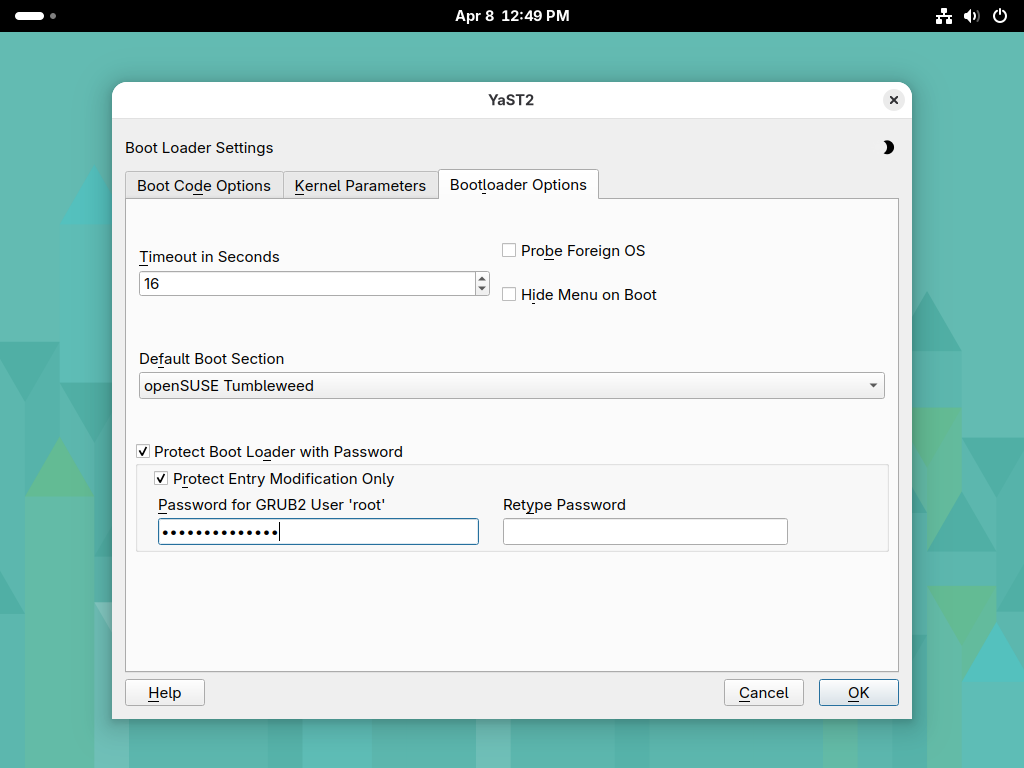 Apr 8 12:49 PM
YaST2
Boot Loader Settings
Boot Code Options Kernel Parameters Bootloader Options
Timeout in Seconds
16
Probe Foreign OS
Hide Menu on Boot
Default Boot Section
openSUSE Tumbleweed
Protect Boot Loader with Password
Protect Entry Modification Only
Password for GRUB2 User 'root' Retype Password
••••••••••••••
Help Cancel OK